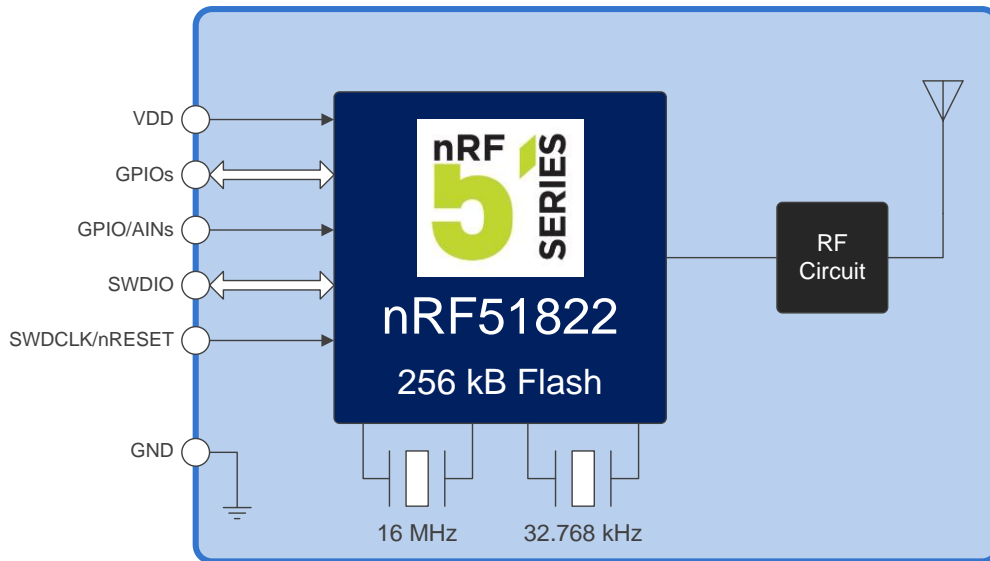 VDD
GPIOs
GPIO/AINs
SWDIO
SWDCLK/nRESET
GND
nRF
5
SERIES
nRF51822
256 kB Flash
RF
Circuit
16 MHz
32.768 kHz